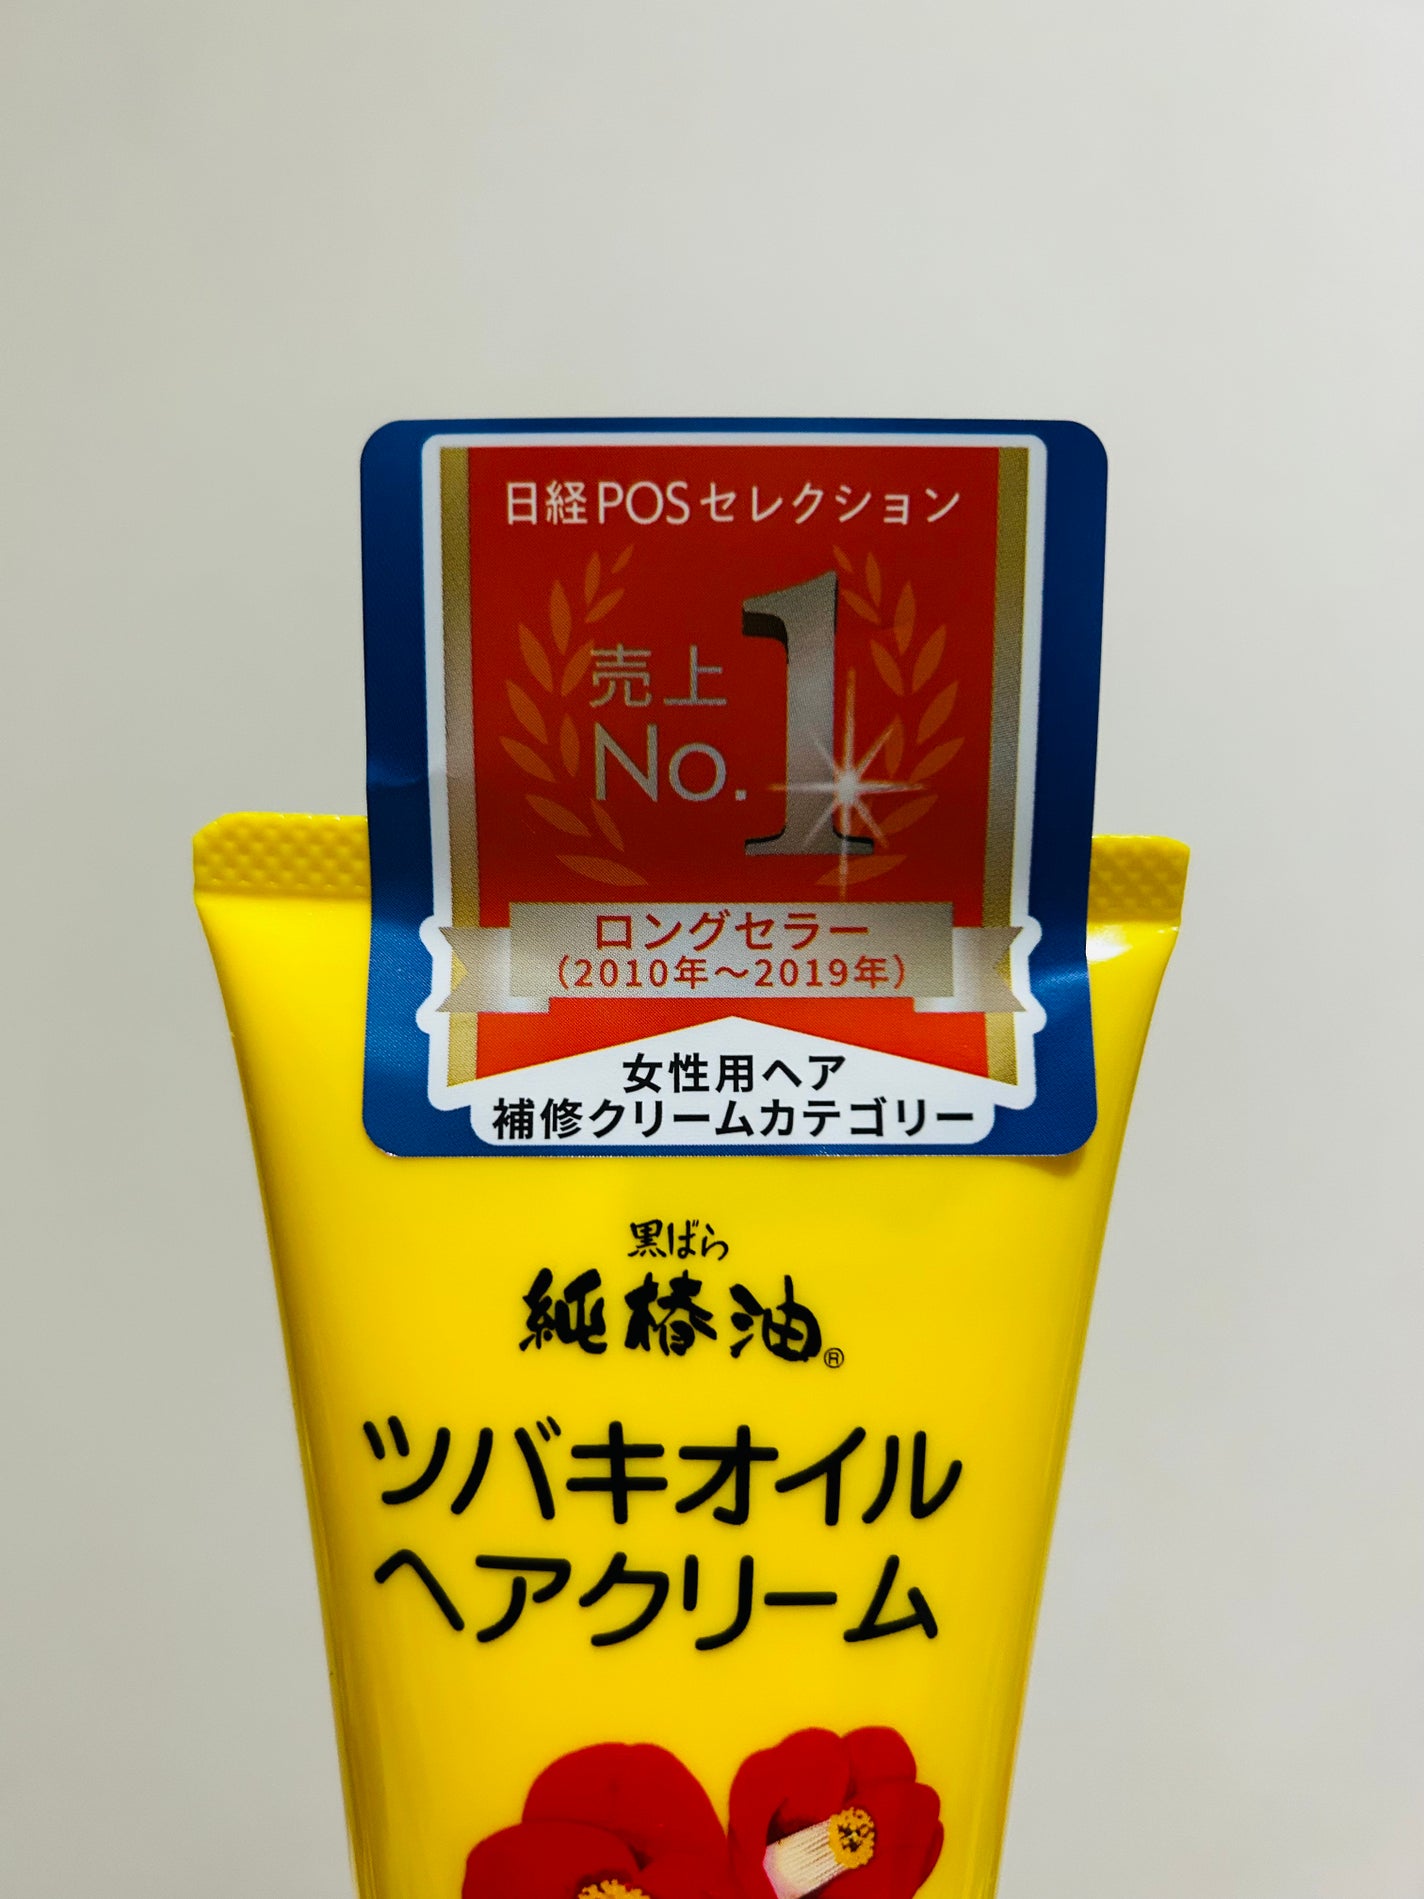 日経POSセレクション
売上
No.1
ロングセラー
（2010年～2019年）
女性用ヘア
補修クリームカテゴリー
黒ばら
純椿油®
ツバキオイル
ヘアクリーム